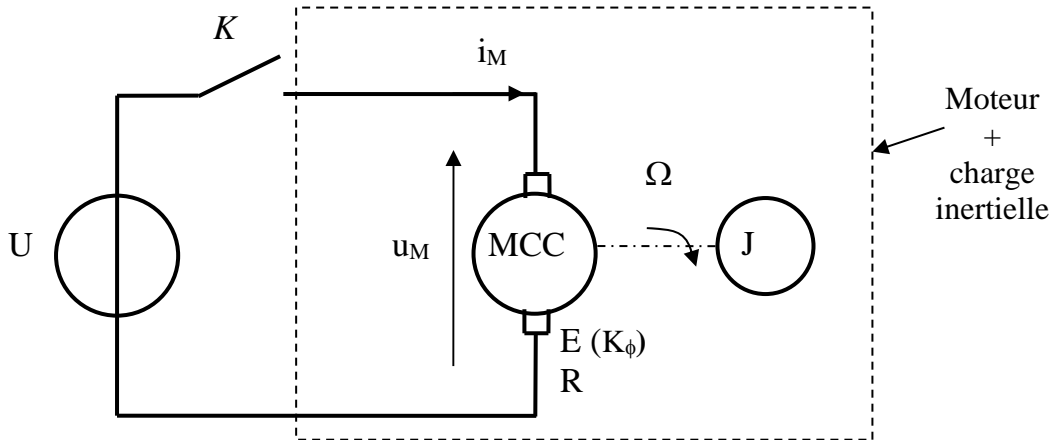 K
i_M
Moteur
+
charge
inertielle
Ω
U
u_M
MCC
J
E (K_ϕ)
R